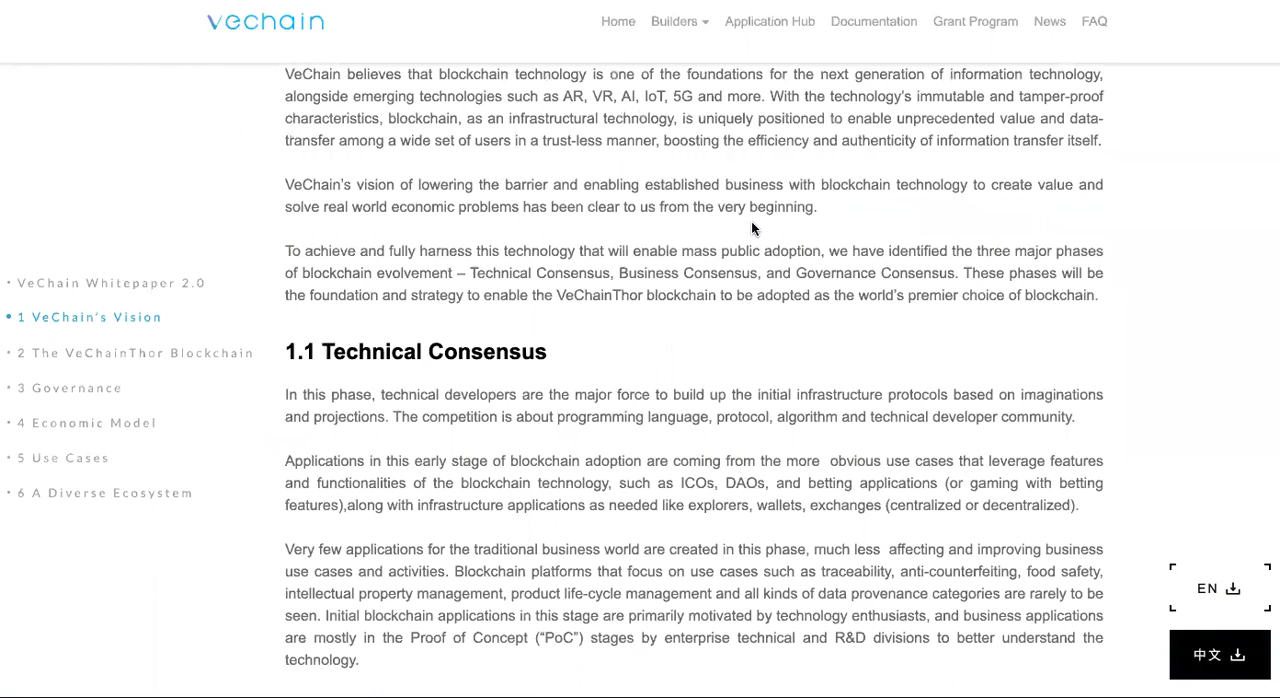 vechain
Home Builders Application Hub Documentation Grant Program News FAQ
VeChain believes that blockchain technology is one of the foundations for the next generation of information technology,
alongside emerging technologies such as AR, VR, AI, IoT, 5G and more. With the technology's immutable and tamper-proof
characteristics, blockchain, as an infrastructural technology, is uniquely positioned to enable unprecedented value and data-
transfer among a wide set of users in a trust-less manner, boosting the efficiency and authenticity of information transfer itself.
VeChain's vision of lowering the barrier and enabling established business with blockchain technology to create value and
solve real world economic problems has been clear to us from the very beginning.
To achieve and fully harness this technology that will enable mass public adoption, we have identified the three major phases
of blockchain evolvement – Technical Consensus, Business Consensus, and Governance Consensus. These phases will be
the foundation and strategy to enable the VeChainThor blockchain to be adopted as the world's premier choice of blockchain.
• VeChain Whitepaper 2.0
• 1 VeChain's Vision
• 2 The VeChainThor Blockchain
• 3 Governance
• 4 Economic Model
• 5 Use Cases
• 6 A Diverse Ecosystem
1.1 Technical Consensus
In this phase, technical developers are the major force to build up the initial infrastructure protocols based on imaginations
and projections. The competition is about programming language, protocol, algorithm and technical developer community.
Applications in this early stage of blockchain adoption are coming from the more obvious use cases that leverage features
and functionalities of the blockchain technology, such as ICOs, DAOs, and betting applications (or gaming with betting
features),along with infrastructure applications as needed like explorers, wallets, exchanges (centralized or decentralized).
Very few applications for the traditional business world are created in this phase, much less affecting and improving business
use cases and activities. Blockchain platforms that focus on use cases such as traceability, anti-counterfeiting, food safety,
intellectual property management, product life-cycle management and all kinds of data provenance categories are rarely to be
seen. Initial blockchain applications in this stage are primarily motivated by technology enthusiasts, and business applications
are mostly in the Proof of Concept (“PoC”) stages by enterprise technical and R&D divisions to better understand the
technology.
EN
中文